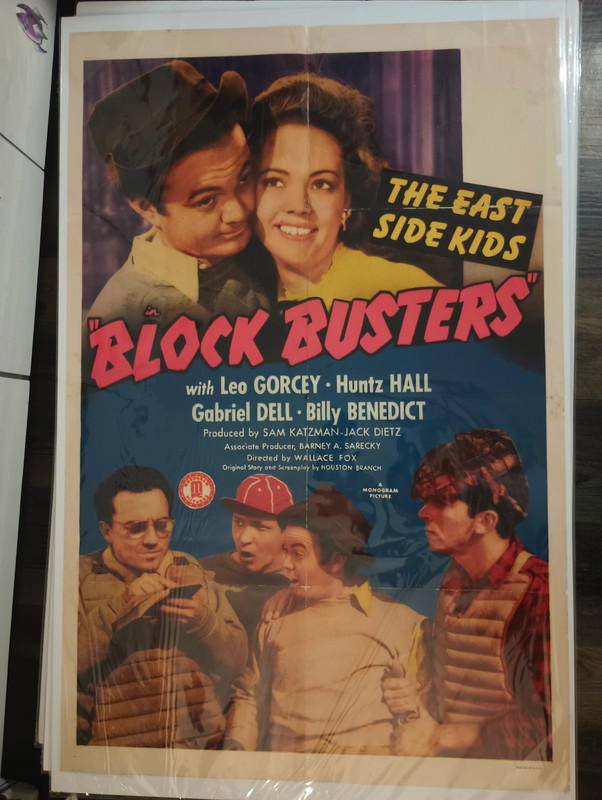 THE EAST
SIDE KIDS
in
"BLOCK BUSTERS"
with Leo GORCEY · Huntz HALL
Gabriel DELL · Billy BENEDICT
Produced by SAM KATZMAN-JACK DIETZ
Associate Producer, BARNEY A. SARECKY
Directed by WALLACE FOX
Original Story and Screenplay by HOUSTON BRANCH
A
MONOGRAM
PICTURE